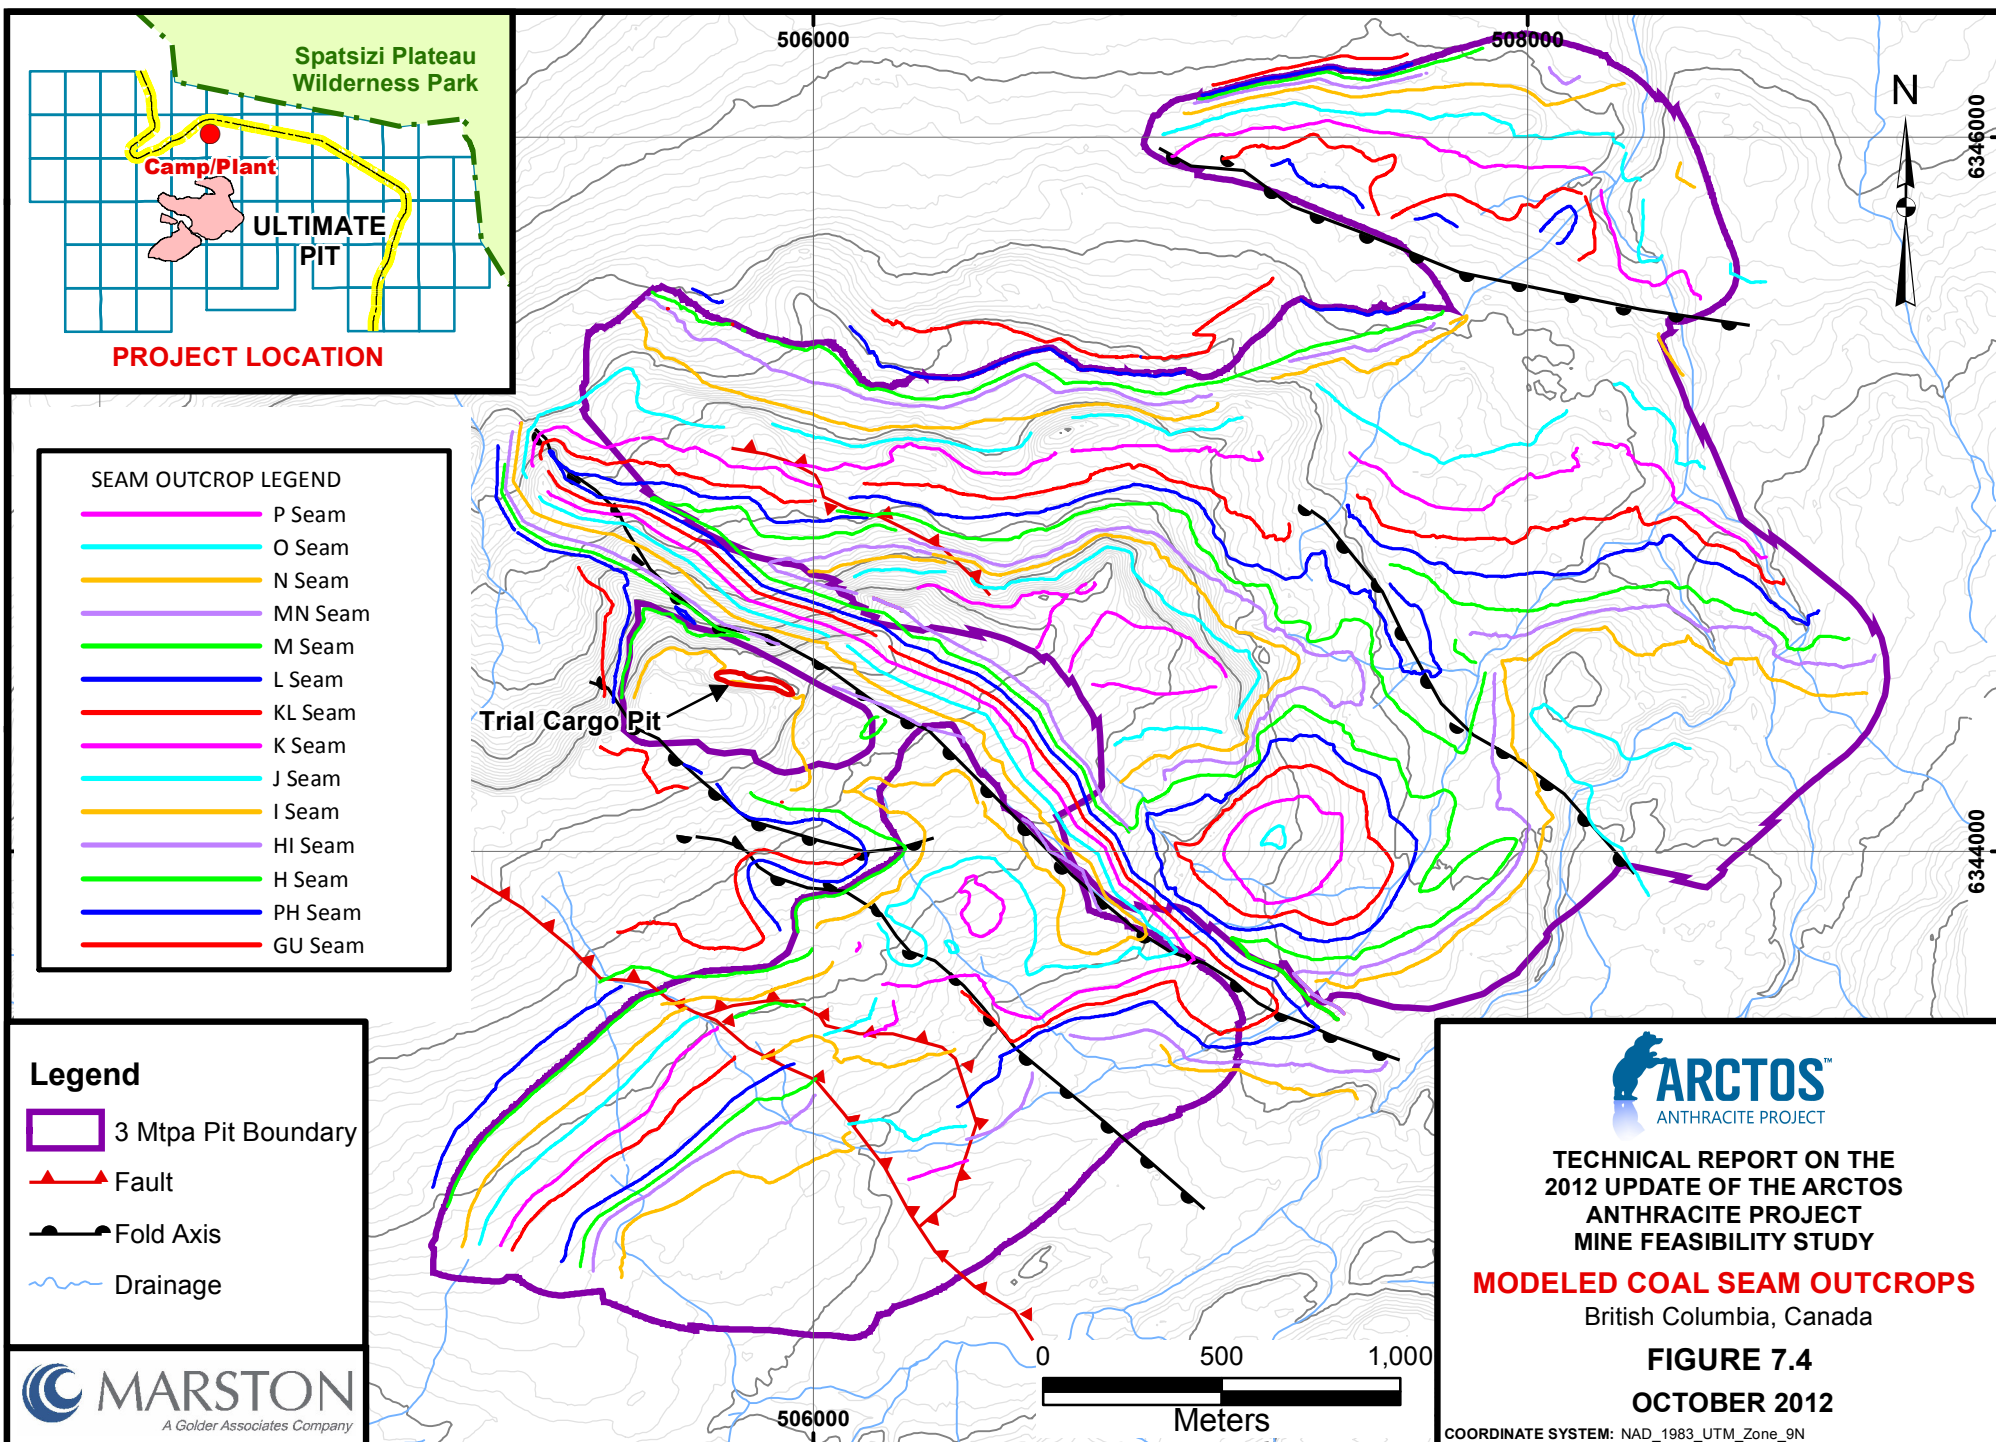 Spatsizi Plateau
Wilderness Park
Camp/Plant
ULTIMATE
PIT
PROJECT LOCATION
506000
508000
N
6346000
SEAM OUTCROP LEGEND
P Seam
O Seam
N Seam
MN Seam
M Seam
L Seam
KL Seam
K Seam
J Seam
I Seam
HI Seam
H Seam
PH Seam
GU Seam
Trial Cargo Pit
6344000
Legend
3 Mtpa Pit Boundary
Fault
Fold Axis
Drainage
MARSTON
A Golder Associates Company
506000
0 500 1,000
Meters
ARCTOS™
ANTHRACITE PROJECT
TECHNICAL REPORT ON THE
2012 UPDATE OF THE ARCTOS
ANTHRACITE PROJECT
MINE FEASIBILITY STUDY
MODELED COAL SEAM OUTCROPS
British Columbia, Canada
FIGURE 7.4
OCTOBER 2012
COORDINATE SYSTEM: NAD_1983_UTM_Zone_9N